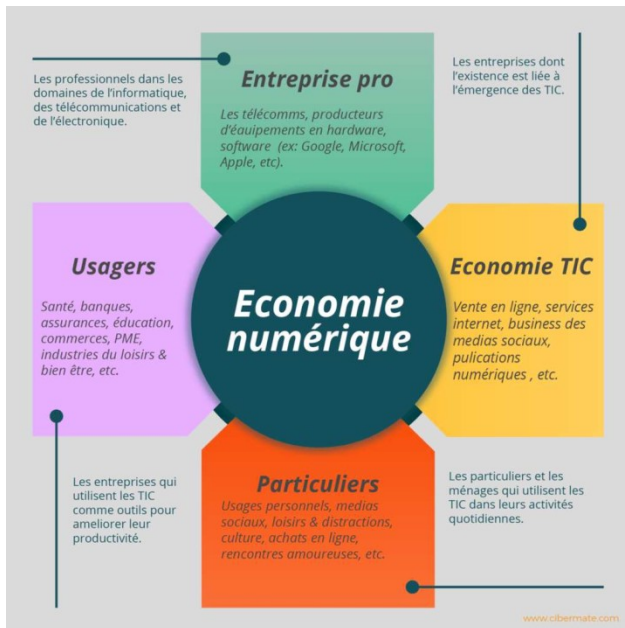 Les professionnels dans les
domaines de l'informatique,
des télécommunications et
de l'électronique.
Entreprise pro
Les télécomms, producteurs
d'éauipements en hardware,
software (ex: Google, Microsoft,
Apple, etc).
Les entreprises dont
l'existence est liée à
l'émergence des TIC.
Usagers
Santé, banques,
assurances, éducation,
commerces, PME,
industries du loisirs &
bien être, etc.
Economie
numérique
Economie TIC
Vente en ligne, services
internet, business des
medias sociaux,
pulications
numériques , etc.
Les entreprises qui
utilisent les TIC
comme outils pour
ameliorer leur
productivité.
Particuliers
Usages personnels, medias
sociaux, loisirs & distractions,
culture, achats en ligne,
rencontres amoureuses, etc.
Les particuliers et les
ménages qui utilisent les
TIC dans leurs activités
quotidiennes.
www.cibermate.com